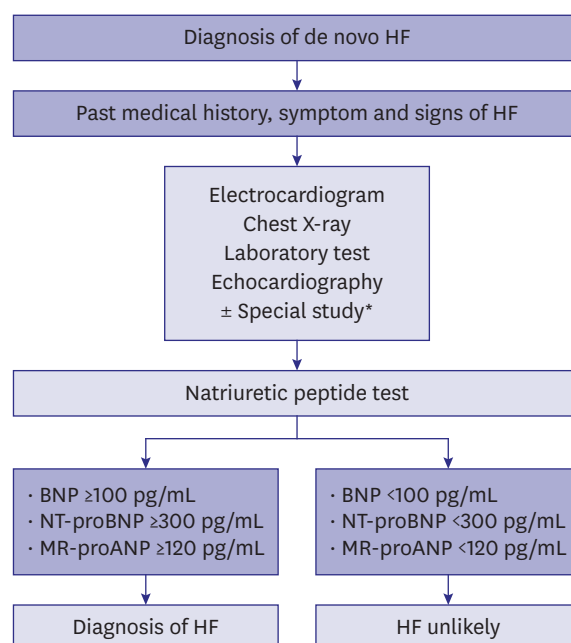 Diagnosis of de novo HF
Past medical history, symptom and signs of HF
Electrocardiogram
Chest X-ray
Laboratory test
Echocardiography
± Special study*
Natriuretic peptide test
· BNP ≥100 pg/mL
· NT-proBNP ≥300 pg/mL
· MR-proANP ≥120 pg/mL
· BNP <100 pg/mL
· NT-proBNP <300 pg/mL
· MR-proANP <120 pg/mL
Diagnosis of HF
HF unlikely